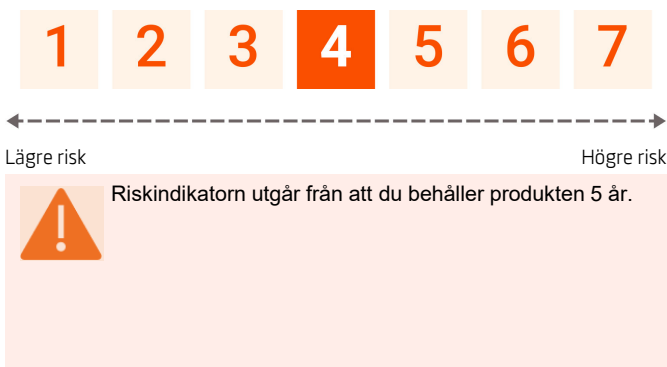 1 2 3 4 5 6 7
Lägre risk Högre risk
Riskindikatorn utgår från att du behåller produkten 5 år.